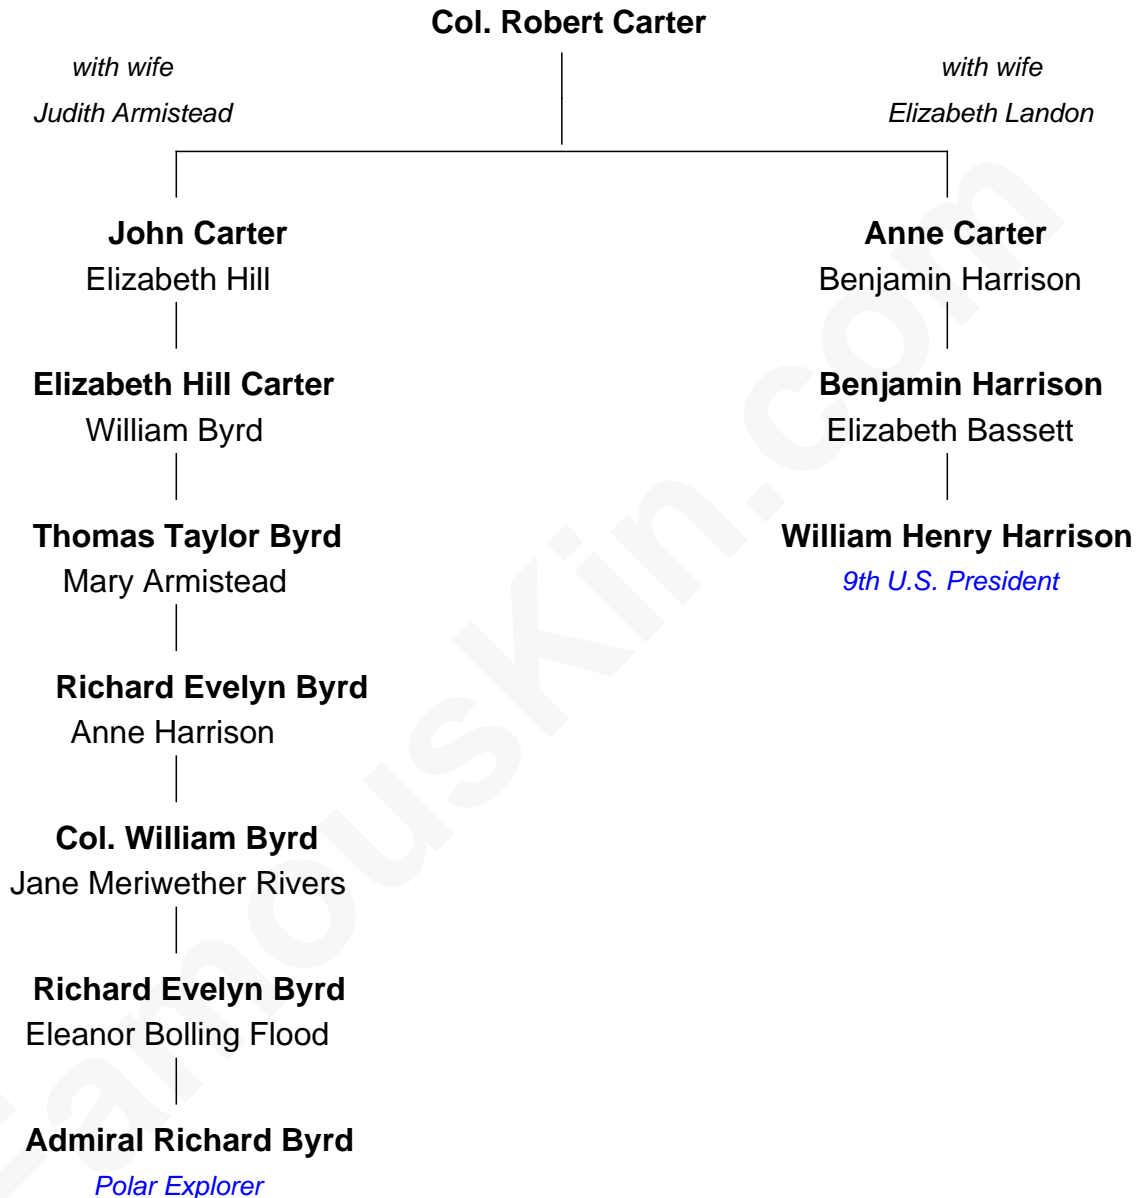 Col. Robert Carter
with wife
Judith Armistead
with wife
Elizabeth Landon
John Carter
Elizabeth Hill
Anne Carter
Benjamin Harrison
Elizabeth Hill Carter
William Byrd
Benjamin Harrison
Elizabeth Bassett
Thomas Taylor Byrd
Mary Armistead
William Henry Harrison
9th U.S. President
Richard Evelyn Byrd
Anne Harrison
Col. William Byrd
Jane Meriwether Rivers
Richard Evelyn Byrd
Eleanor Bolling Flood
Admiral Richard Byrd
Polar Explorer
FamousKin.com